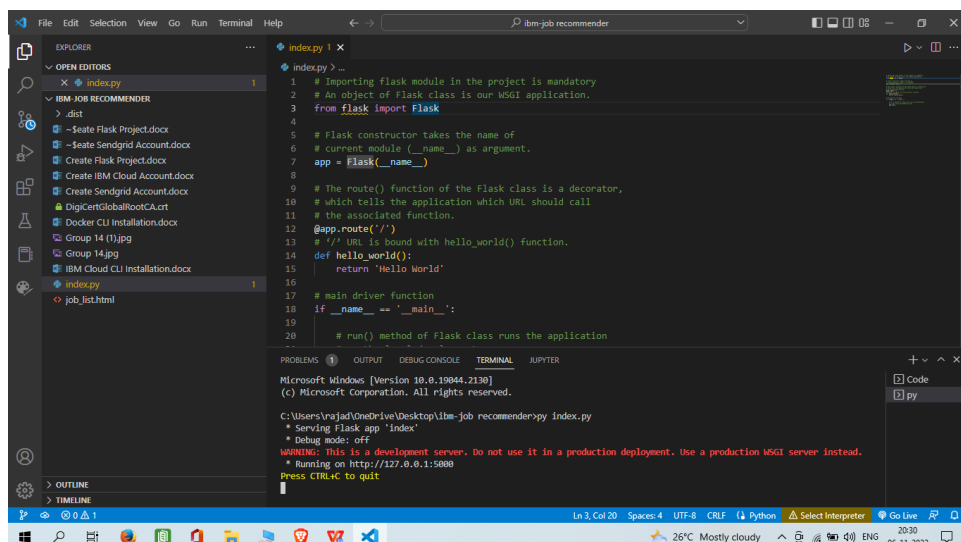 File Edit Selection View Go Run Terminal Help
ibm-job recommender
EXPLORER
OPEN EDITORS
index.py 1
IBM-JOB RECOMMENDER
.dist
~$eate Flask Project.docx
~$eate Sendgrid Account.docx
Create Flask Project.docx
Create IBM Cloud Account.docx
Create Sendgrid Account.docx
DigiCertGlobalRootCA.crt
Docker CLI Installation.docx
Group 14 (1).jpg
Group 14.jpg
IBM Cloud CLI Installation.docx
index.py 1
job_list.html
OUTLINE
TIMELINE
index.py 1
index.py > ...
1 # Importing flask module in the project is mandatory
2 # An object of Flask class is our WSGI application.
3 from flask import Flask
4
5 # Flask constructor takes the name of
6 # current module (__name__) as argument.
7 app = Flask(__name__)
8
9 # The route() function of the Flask class is a decorator,
10 # which tells the application which URL should call
11 # the associated function.
12 @app.route('/')
13 # ‘/’ URL is bound with hello_world() function.
14 def hello_world():
15 return 'Hello World'
16
17 # main driver function
18 if __name__ == '__main__':
19
20 # run() method of Flask class runs the application
PROBLEMS 1 OUTPUT DEBUG CONSOLE TERMINAL JUPYTER
Microsoft Windows [Version 10.0.19044.2130]
(c) Microsoft Corporation. All rights reserved.
C:\Users\rajad\OneDrive\Desktop\ibm-job recommender>py index.py
* Serving Flask app 'index'
* Debug mode: off
WARNING: This is a development server. Do not use it in a production deployment. Use a production WSGI server instead.
* Running on http://127.0.0.1:5000
Press CTRL+C to quit
Code
py
0 1 Ln 3, Col 20 Spaces: 4 UTF-8 CRLF Python Select Interpreter Go Live
26°C Mostly cloudy ENG 20:30